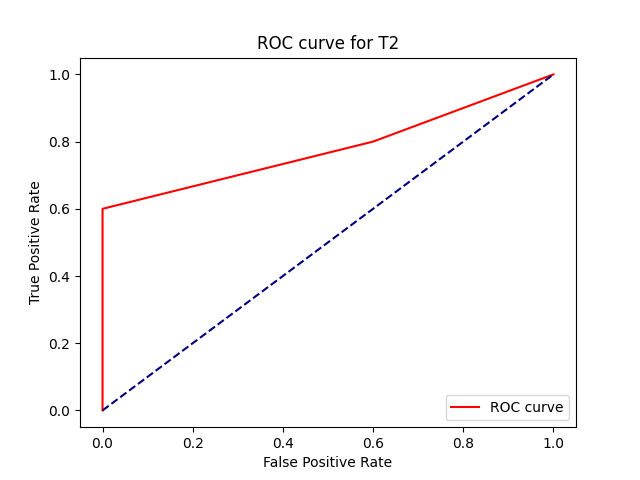 ROC curve for T2
True Positive Rate
1.0
0.8
0.6
0.4
0.2
0.0
0.0 0.2 0.4 0.6 0.8 1.0
False Positive Rate
ROC curve